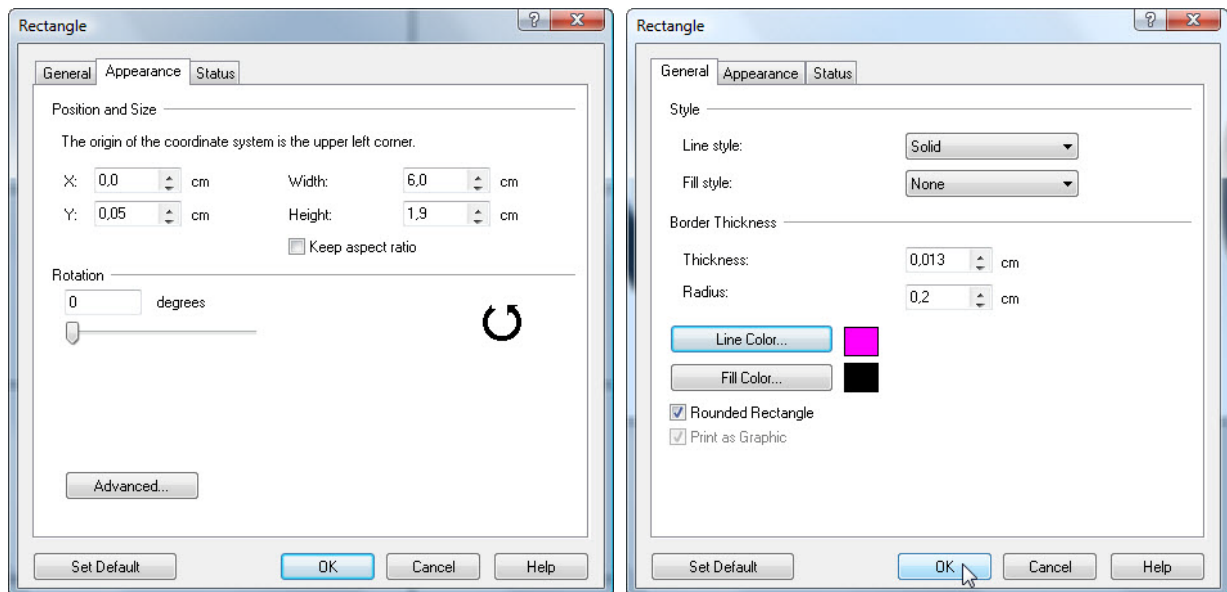 Rectangle
General Appearance Status
Position and Size
The origin of the coordinate system is the upper left corner.
X: 0,0 cm Width: 6,0 cm
Y: 0,05 cm Height: 1,9 cm
Keep aspect ratio
Rotation
0 degrees
Advanced...
Set Default OK Cancel Help
Rectangle
General Appearance Status
Style
Line style: Solid
Fill style: None
Border Thickness
Thickness: 0,013 cm
Radius: 0,2 cm
Line Color...
Fill Color...
Rounded Rectangle
Print as Graphic
Set Default OK Cancel Help